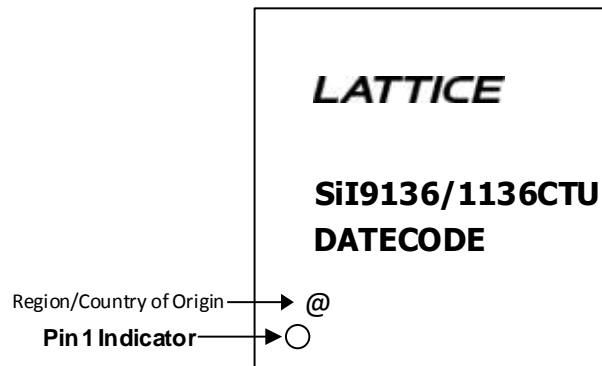 LATTICE
SiI9136/1136CTU
DATECODE
Region/Country of Origin @
Pin 1 Indicator